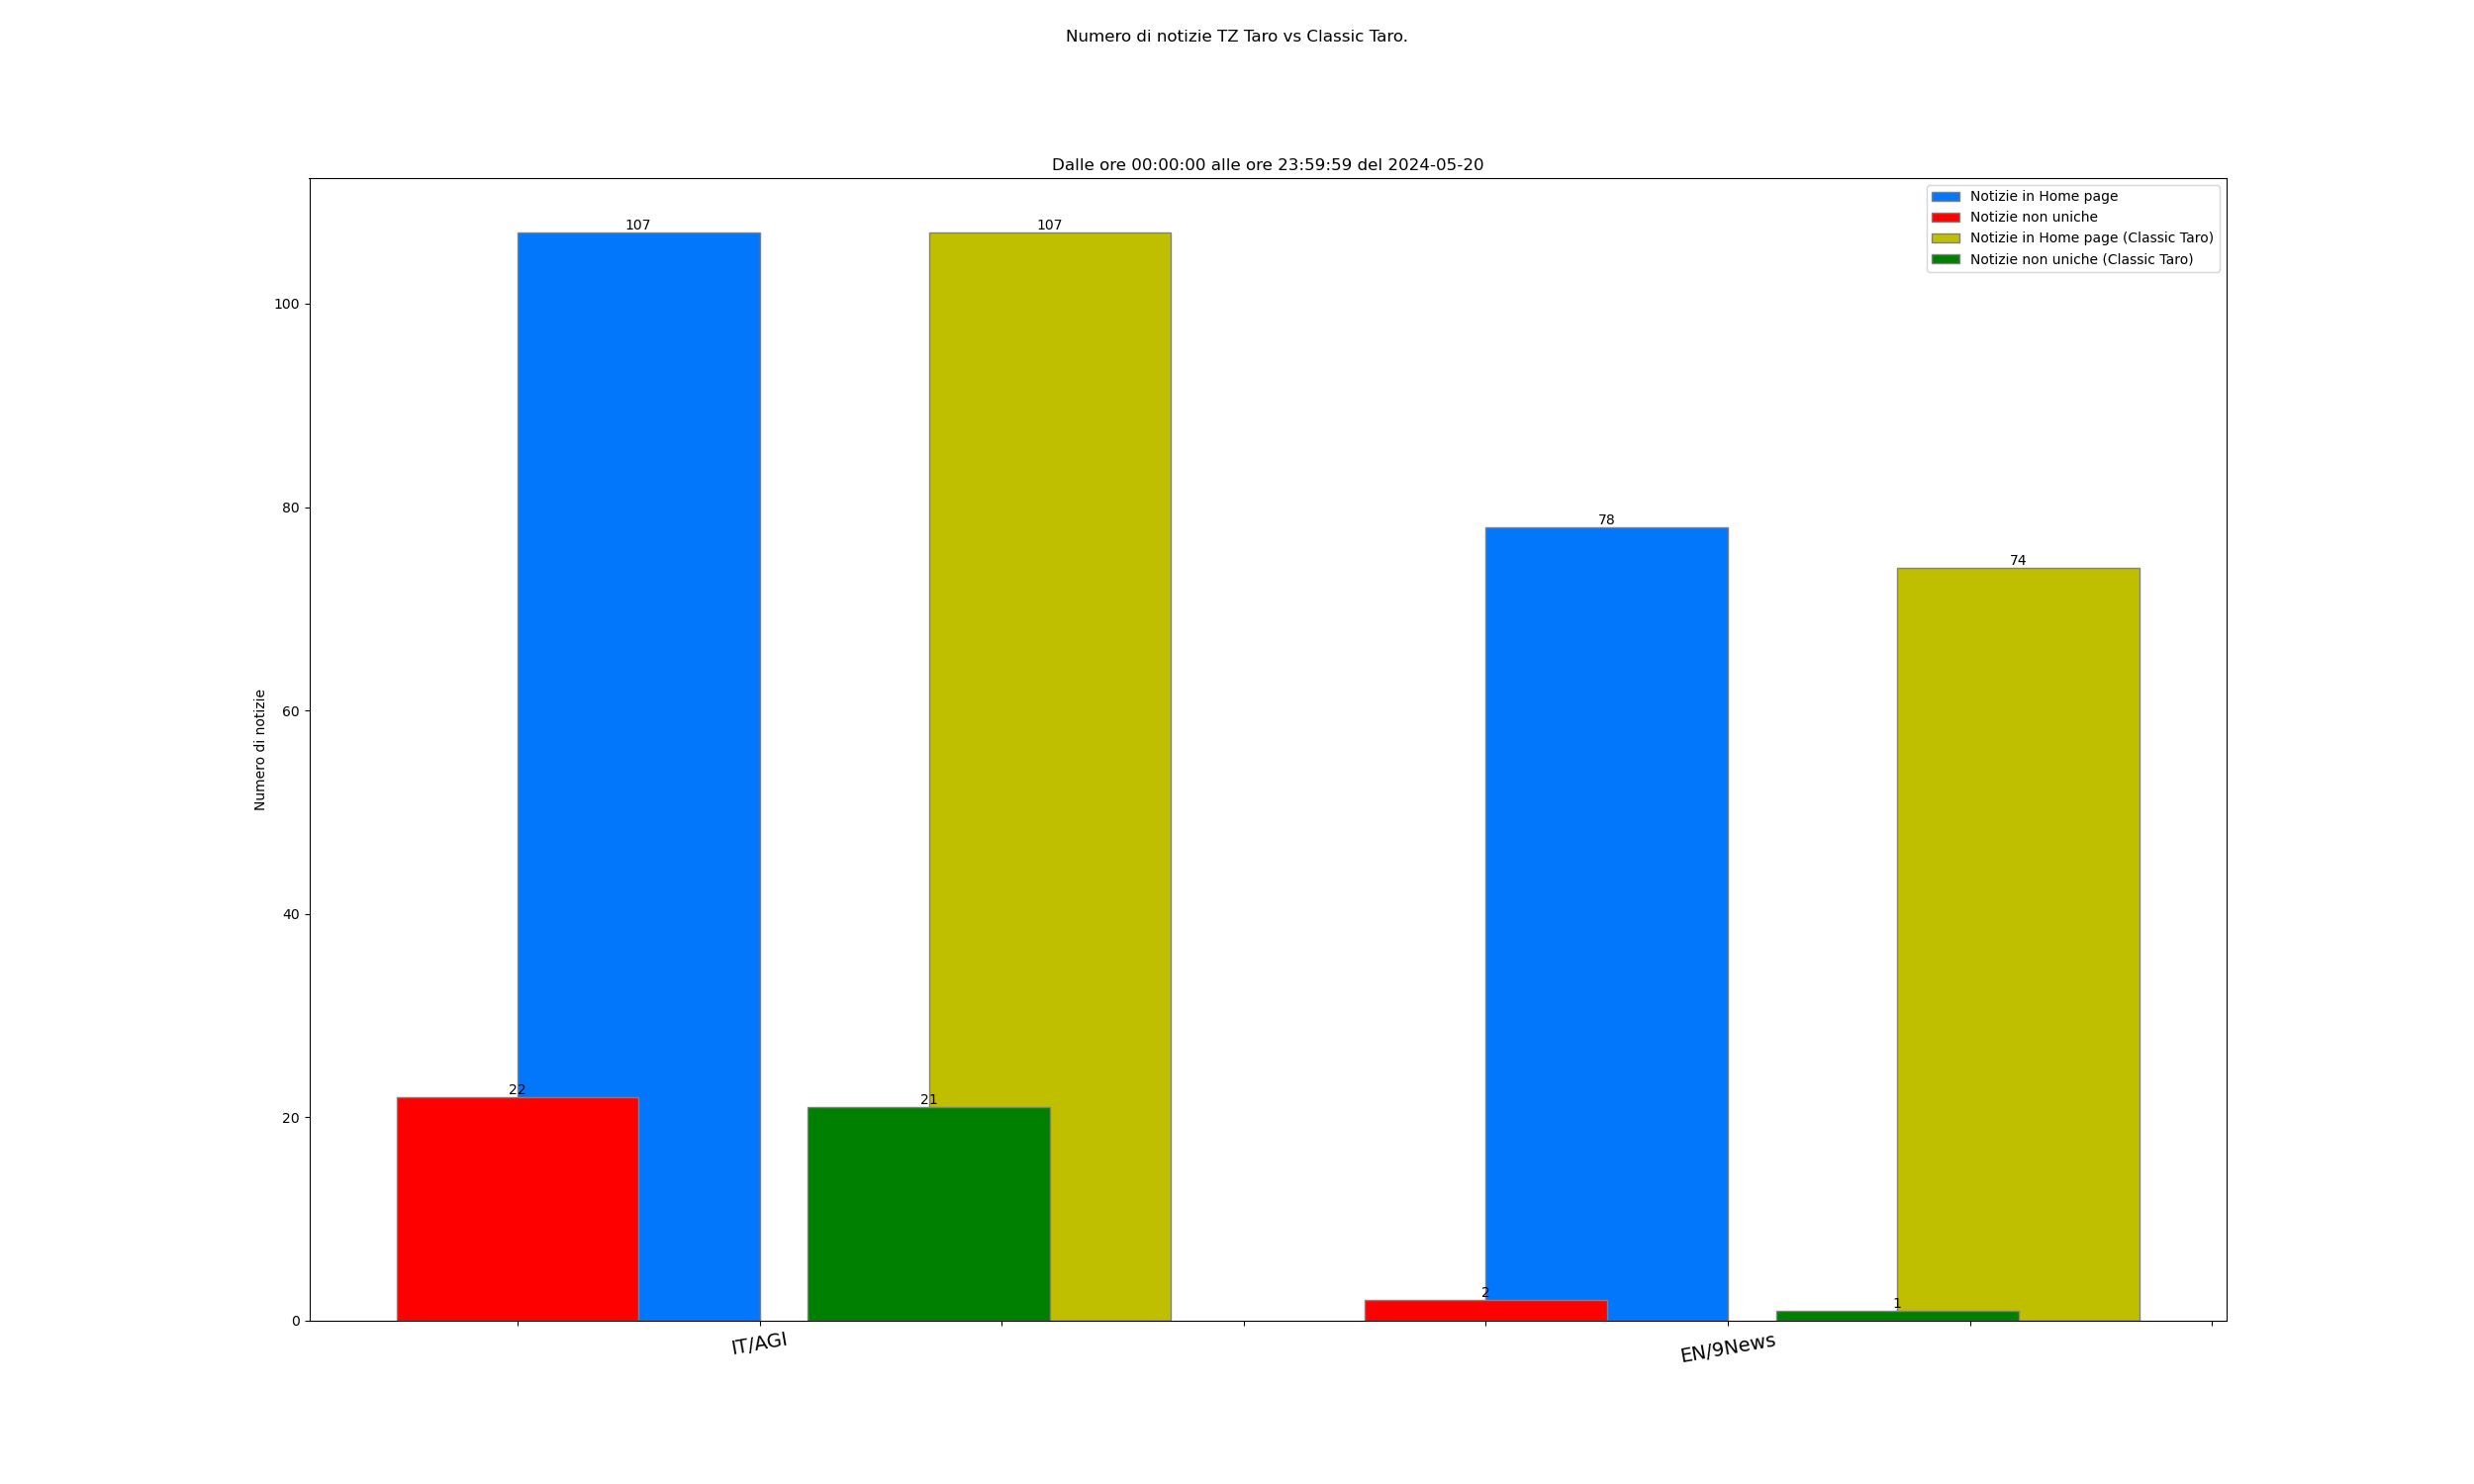 Numero di notizie TZ Taro vs Classic Taro.
Dalle ore 00:00:00 alle ore 23:59:59 del 2024-05-20
Notizie in Home page
Notizie non uniche
Notizie in Home page (Classic Taro)
Notizie non uniche (Classic Taro)
Numero di notizie
100
80
60
40
20
0
107
107
78
74
22
21
2
1
IT/AGI
EN/9News